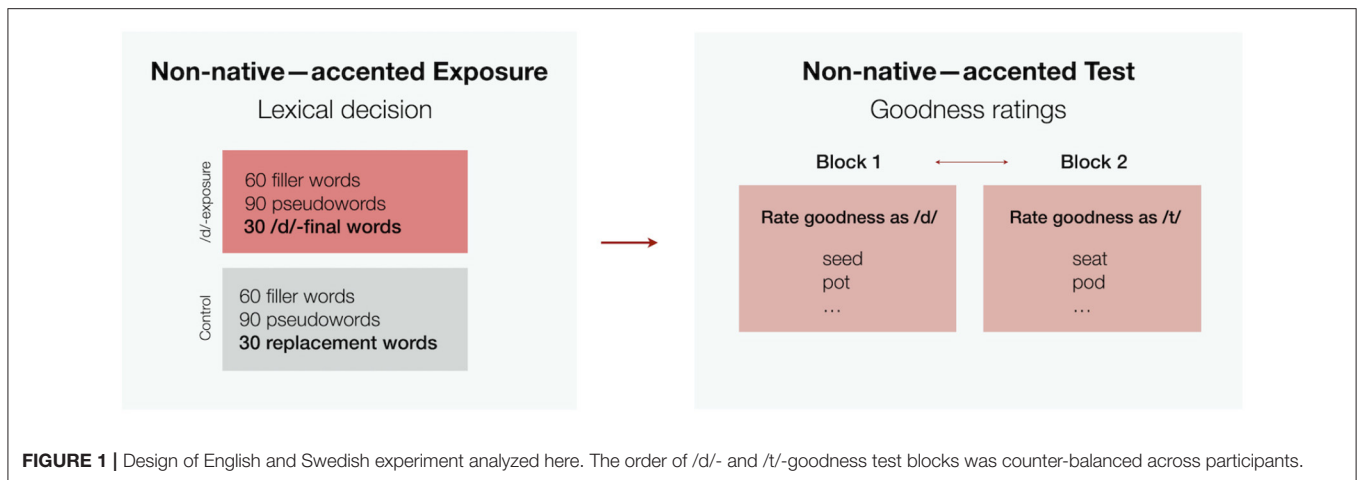 Non-native—accented Exposure
Lexical decision
/d/-exposure
60 filler words
90 pseudowords
30 /d/-final words
Control
60 filler words
90 pseudowords
30 replacement words
Non-native—accented Test
Goodness ratings
Block 1
Rate goodness as /d/
seed
pot
...
Block 2
Rate goodness as /t/
seat
pod
...
FIGURE 1 | Design of English and Swedish experiment analyzed here. The order of /d/- and /t/-goodness test blocks was counter-balanced across participants.